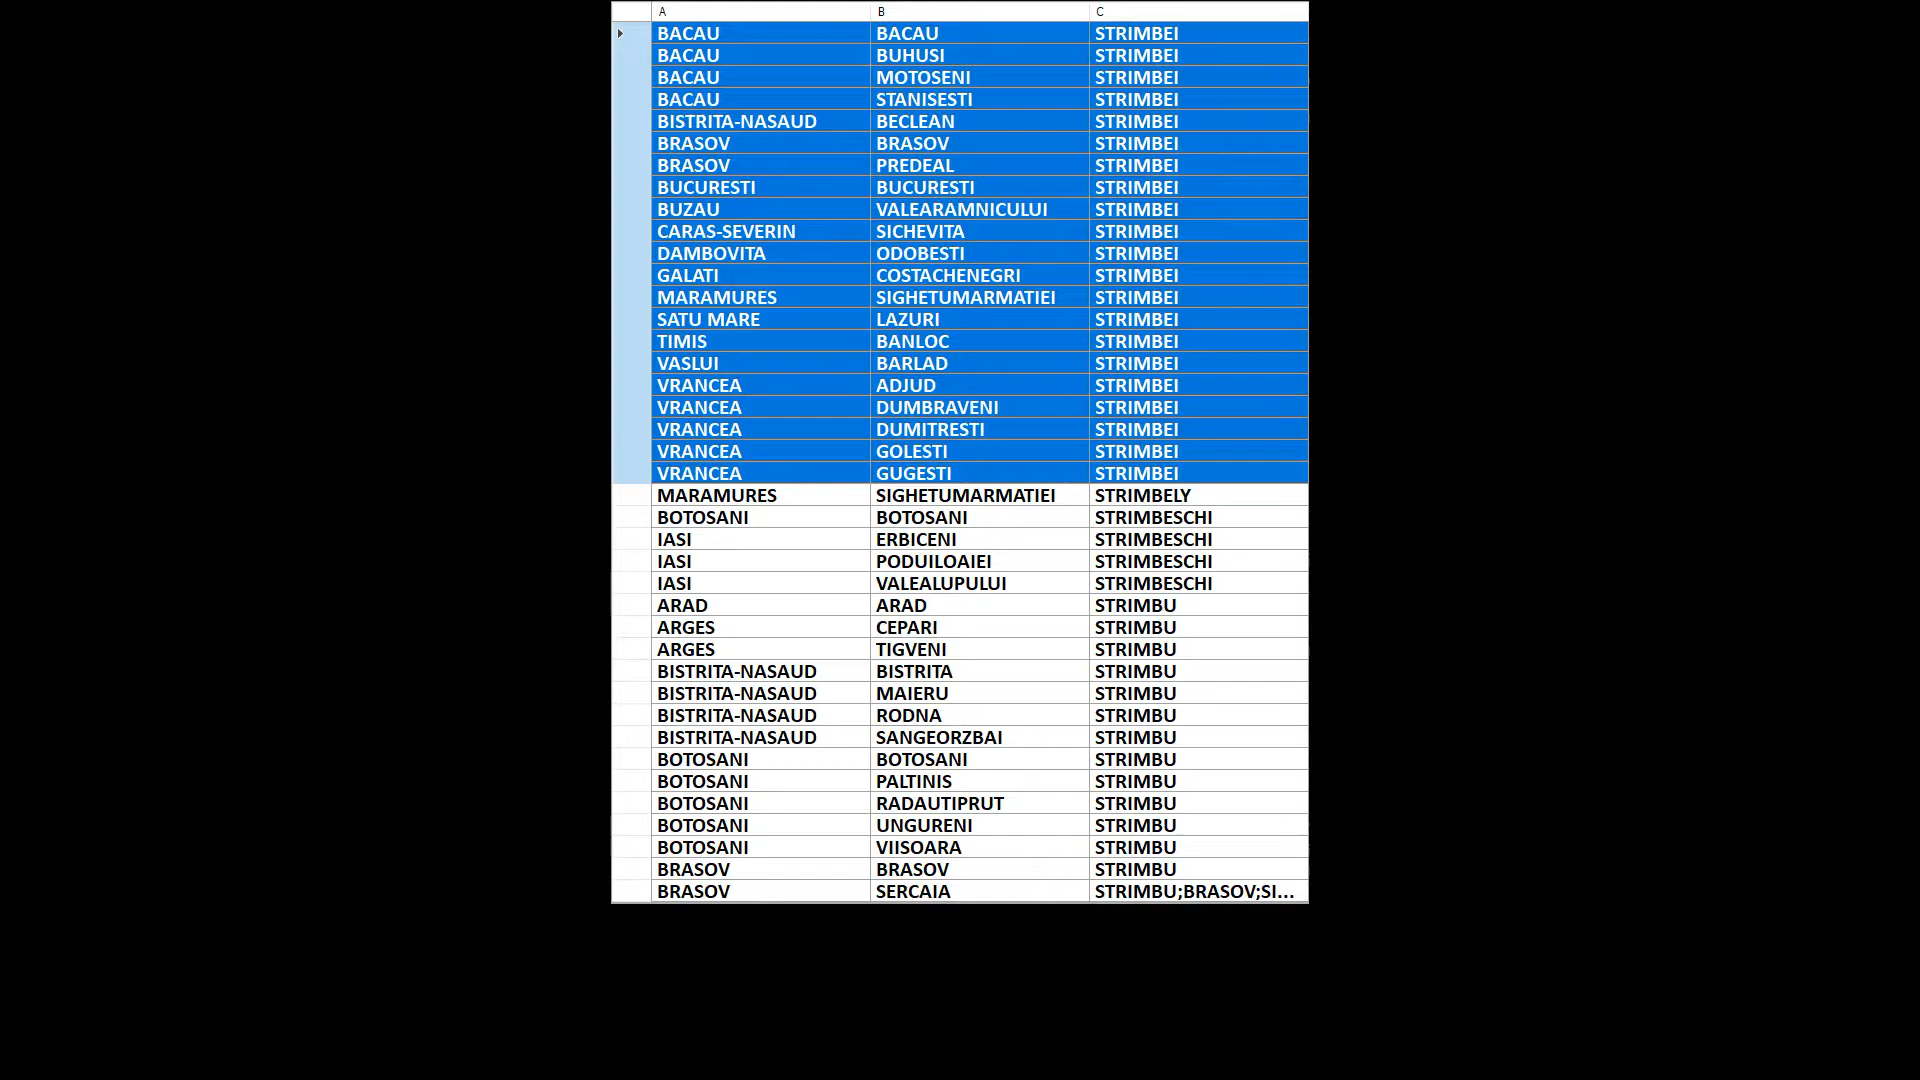 A B C
BACAU BACAU STRIMBEI
BACAU BUHUSI STRIMBEI
BACAU MOTOSENI STRIMBEI
BACAU STANISESTI STRIMBEI
BISTRITA-NASAUD BECLEAN STRIMBEI
BRASOV BRASOV STRIMBEI
BRASOV PREDEAL STRIMBEI
BUCURESTI BUCURESTI STRIMBEI
BUZAU VALEARAMNICULUI STRIMBEI
CARAS-SEVERIN SICHEVITA STRIMBEI
DAMBOVITA ODOBESTI STRIMBEI
GALATI COSTACHENEGRI STRIMBEI
MARAMURES SIGHETUMARMATIEI STRIMBEI
SATU MARE LAZURI STRIMBEI
TIMIS BANLOC STRIMBEI
VASLUI BARLAD STRIMBEI
VRANCEA ADJUD STRIMBEI
VRANCEA DUMBRAVENI STRIMBEI
VRANCEA DUMITRESTI STRIMBEI
VRANCEA GOLESTI STRIMBEI
VRANCEA GUGESTI STRIMBEI
MARAMURES SIGHETUMARMATIEI STRIMBELY
BOTOSANI BOTOSANI STRIMBESCHI
IASI ERBICENI STRIMBESCHI
IASI PODUILOAIEI STRIMBESCHI
IASI VALEALUPULUI STRIMBESCHI
ARAD ARAD STRIMBU
ARGES CEPARI STRIMBU
ARGES TIGVENI STRIMBU
BISTRITA-NASAUD BISTRITA STRIMBU
BISTRITA-NASAUD MAIERU STRIMBU
BISTRITA-NASAUD RODNA STRIMBU
BISTRITA-NASAUD SANGEORZBAI STRIMBU
BOTOSANI BOTOSANI STRIMBU
BOTOSANI PALTINIS STRIMBU
BOTOSANI RADAUTIPRUT STRIMBU
BOTOSANI UNGURENI STRIMBU
BOTOSANI VIISOARA STRIMBU
BRASOV BRASOV STRIMBU
BRASOV SERCAIA STRIMBU;BRASOV;SI...